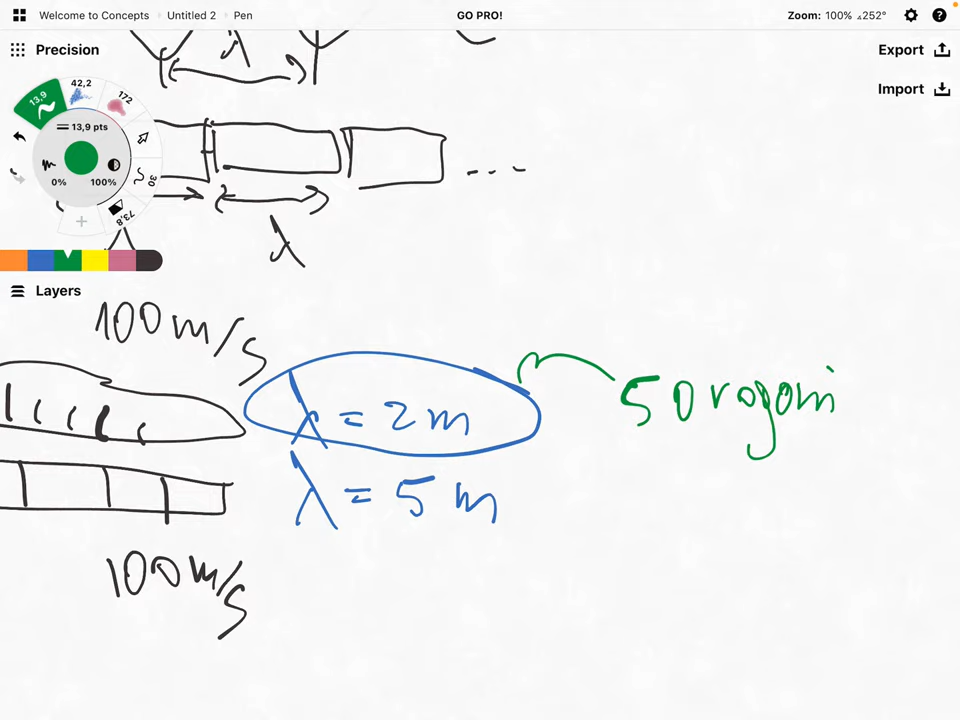 Welcome to Concepts › Untitled 2 › Pen
GO PRO!
Zoom: 100% ⊿252°
Precision
Export
Import
13,9
42,2
172
13,9 pts
0%
100%
30
73,8
+
λ
λ
...
Layers
100 m/s
λ = 2 m
50 vagoni
λ = 5 m
100 m/s